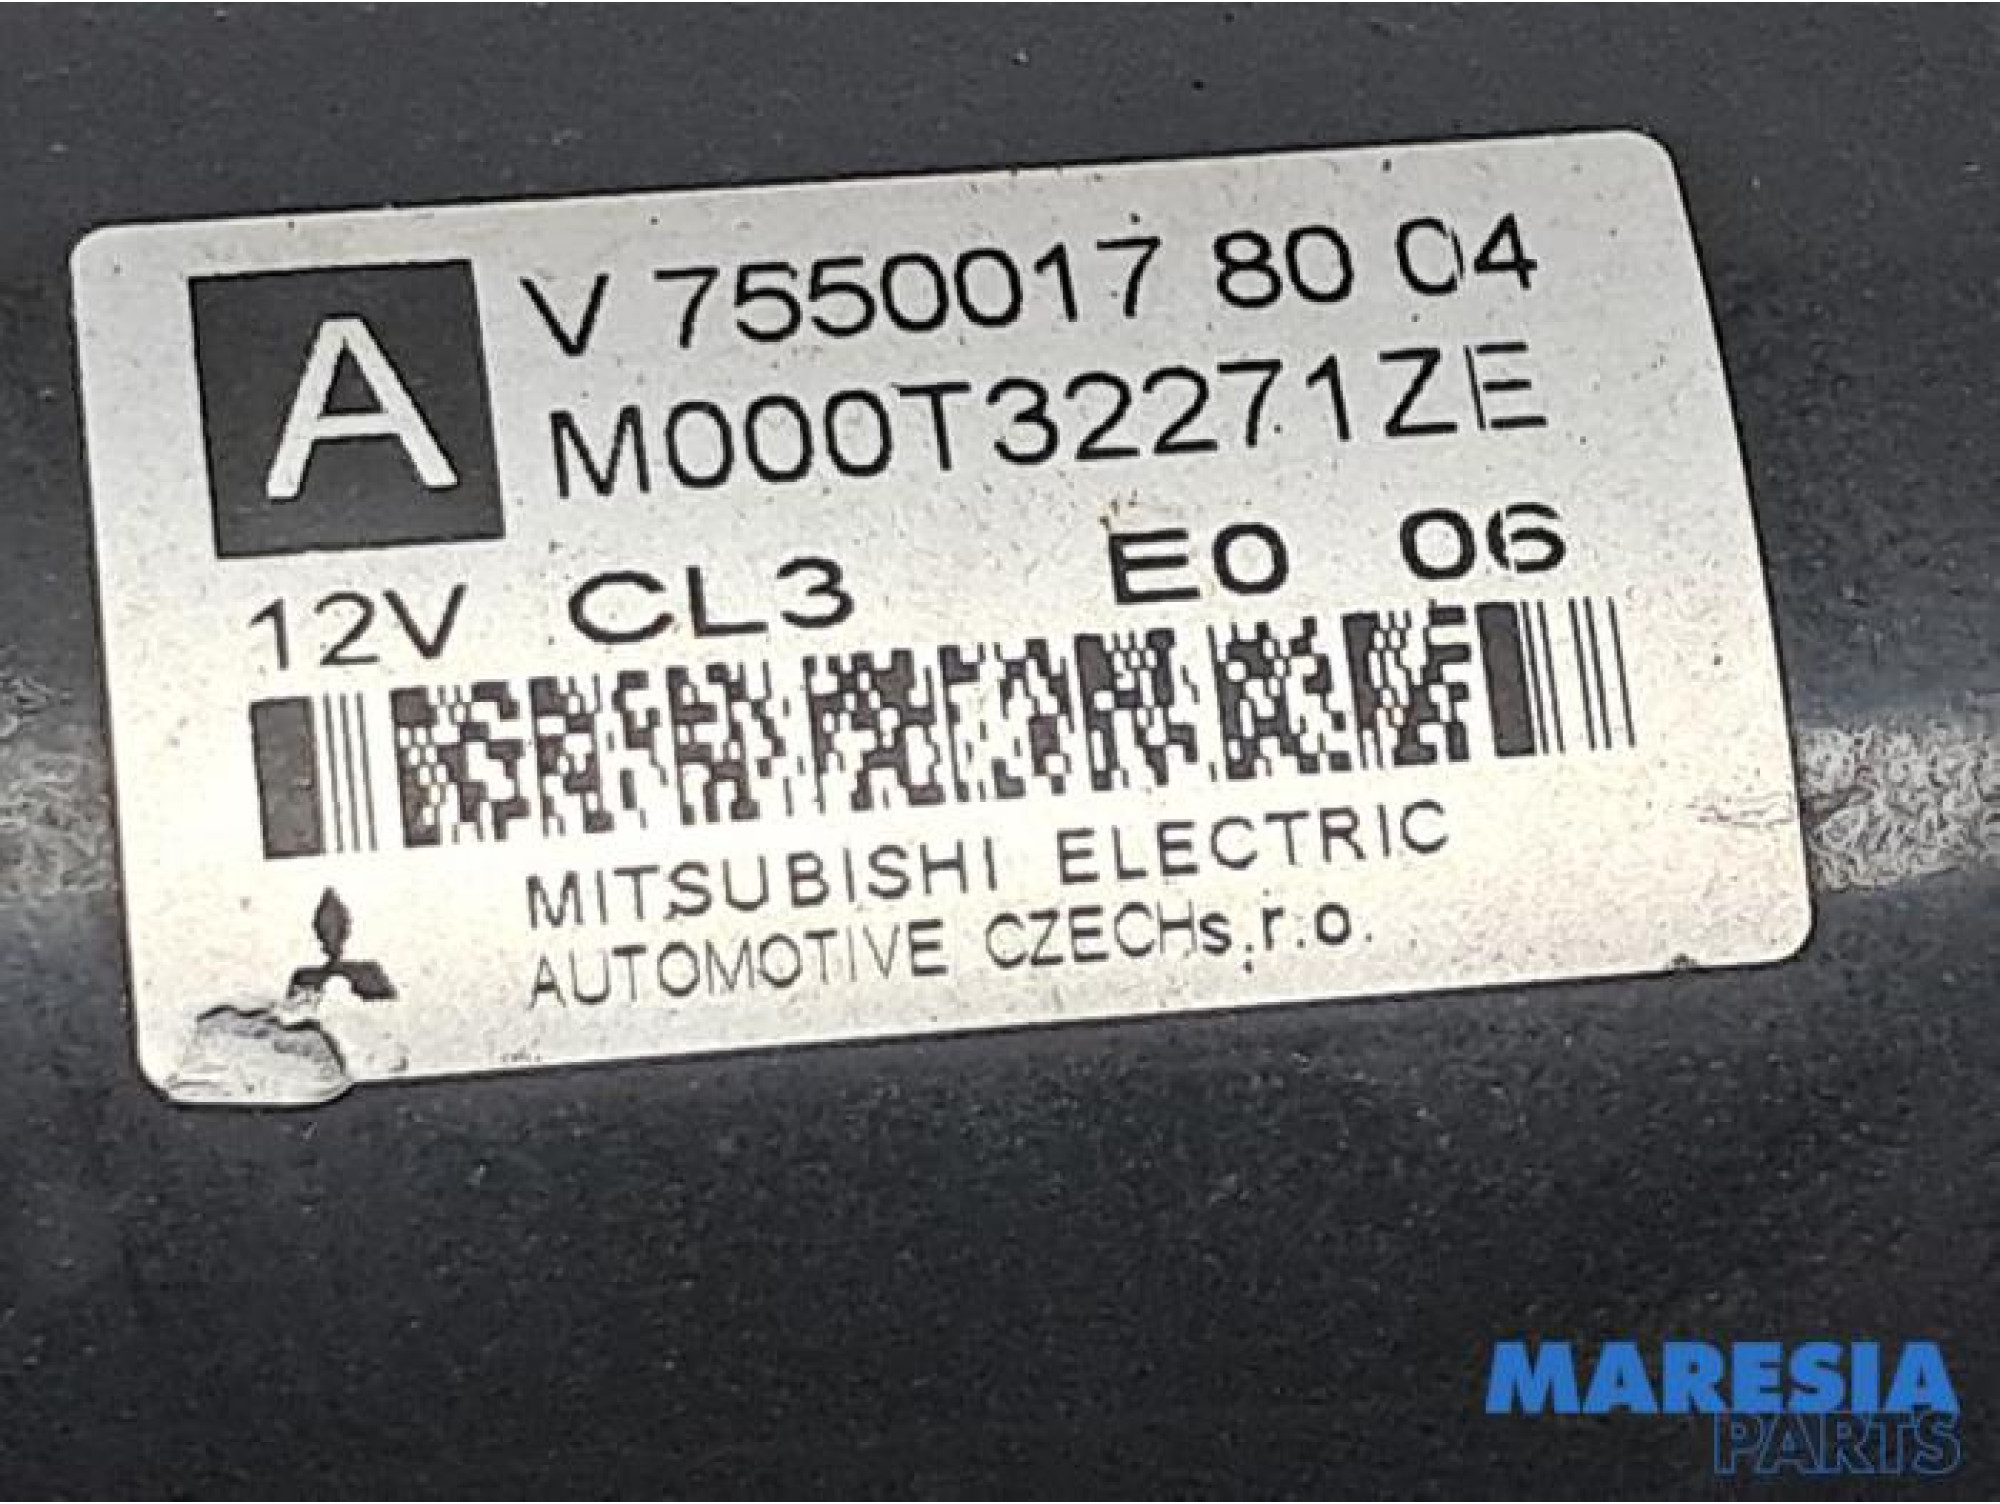 A
V 7550017 80 04
M000T32271ZE
12V CL3 E0 06
MITSUBISHI ELECTRIC
AUTOMOTIVE CZECHs.r.o.
MARESIA
PARTS